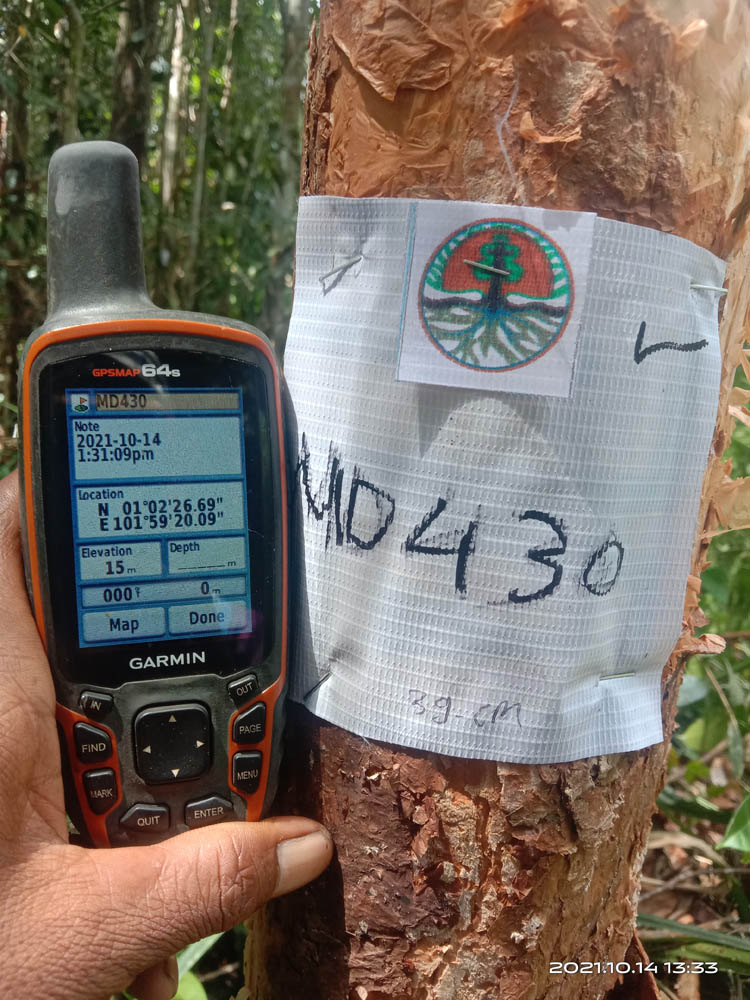 GPSMAP 64s
MD430
Note
2021-10-14
1:31:09pm
Location
N 01°02'26.69"
E 101°59'20.09"
Elevation
15 m
Depth
_____ m
000°T
0m
Map
Done
GARMIN
IN
OUT
FIND
PAGE
MARK
MENU
QUIT
ENTER
MD430
39-CM
2021.10.14 13:33